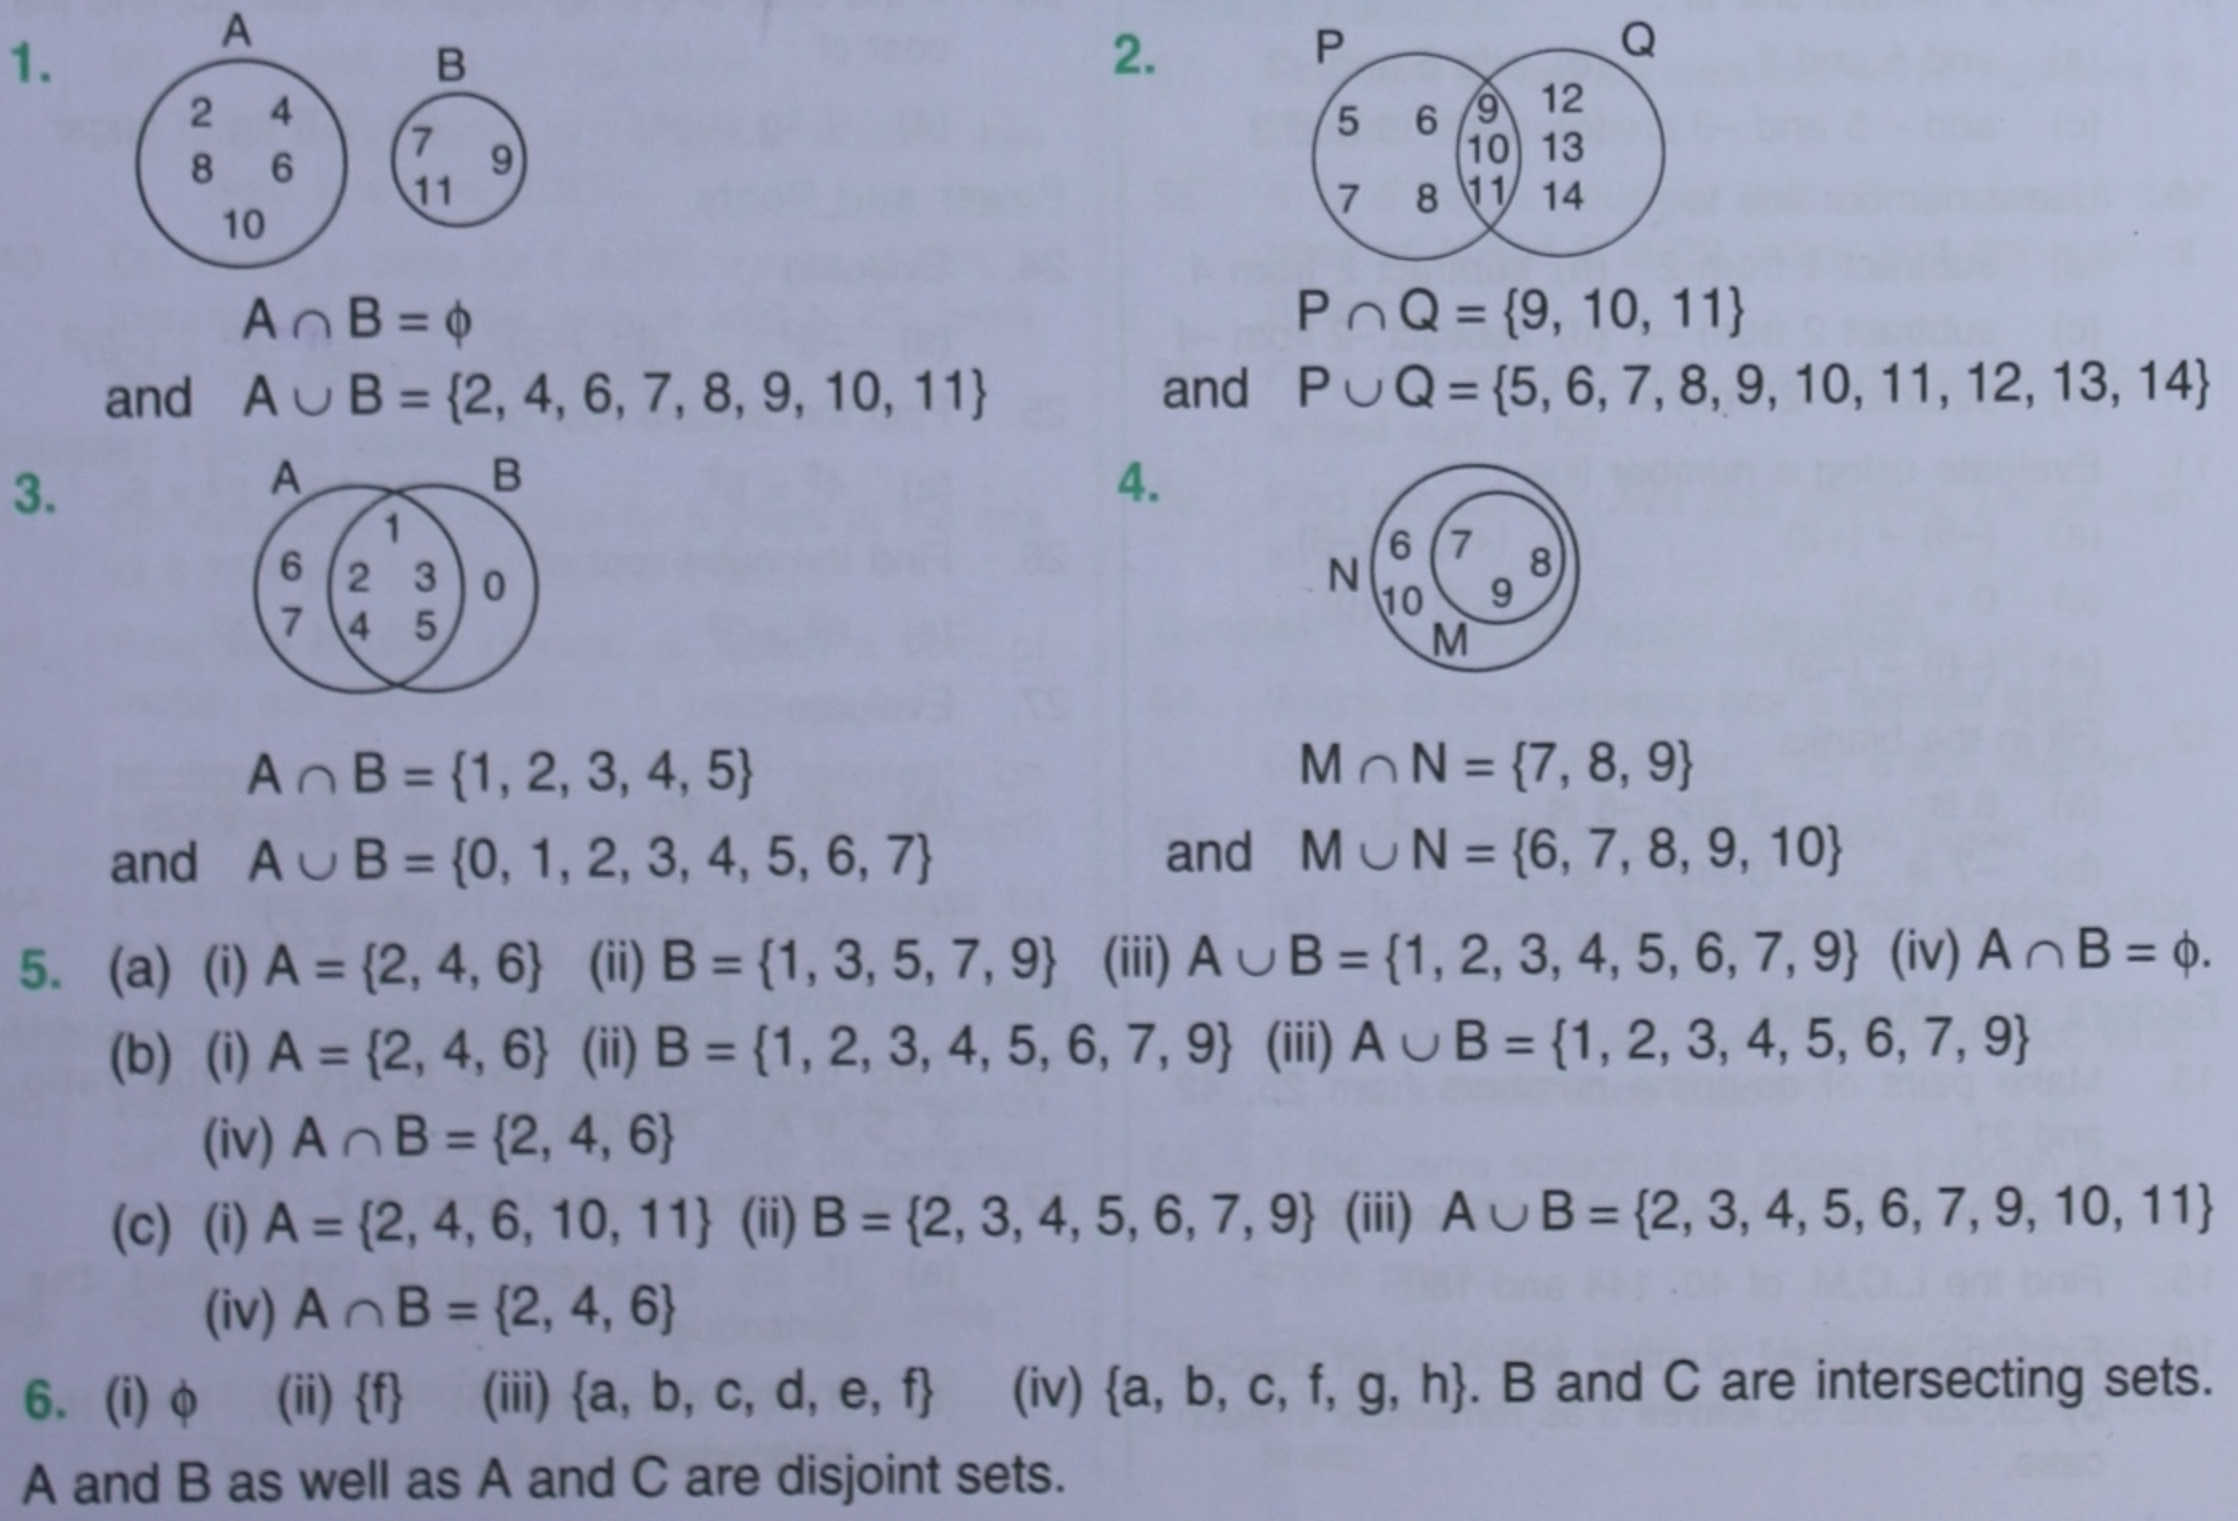 1.
A
B
2 4
8 6
10
7
9
11
A ∩ B = ϕ
and A ∪ B = {2, 4, 6, 7, 8, 9, 10, 11}
2.
P
Q
5 6 9 12
10 13
7 8 11 14
P ∩ Q = {9, 10, 11}
and P ∪ Q = {5, 6, 7, 8, 9, 10, 11, 12, 13, 14}
3.
A B
1
6 2 3 0
7 4 5
A ∩ B = {1, 2, 3, 4, 5}
and A ∪ B = {0, 1, 2, 3, 4, 5, 6, 7}
4.
6 7 8
N
10 9
M
M ∩ N = {7, 8, 9}
and M ∪ N = {6, 7, 8, 9, 10}
5. (a) (i) A = {2, 4, 6} (ii) B = {1, 3, 5, 7, 9} (iii) A ∪ B = {1, 2, 3, 4, 5, 6, 7, 9} (iv) A ∩ B = ϕ.
(b) (i) A = {2, 4, 6} (ii) B = {1, 2, 3, 4, 5, 6, 7, 9} (iii) A ∪ B = {1, 2, 3, 4, 5, 6, 7, 9}
(iv) A ∩ B = {2, 4, 6}
(c) (i) A = {2, 4, 6, 10, 11} (ii) B = {2, 3, 4, 5, 6, 7, 9} (iii) A ∪ B = {2, 3, 4, 5, 6, 7, 9, 10, 11}
(iv) A ∩ B = {2, 4, 6}
6. (i) ϕ (ii) {f} (iii) {a, b, c, d, e, f} (iv) {a, b, c, f, g, h}. B and C are intersecting sets.
A and B as well as A and C are disjoint sets.